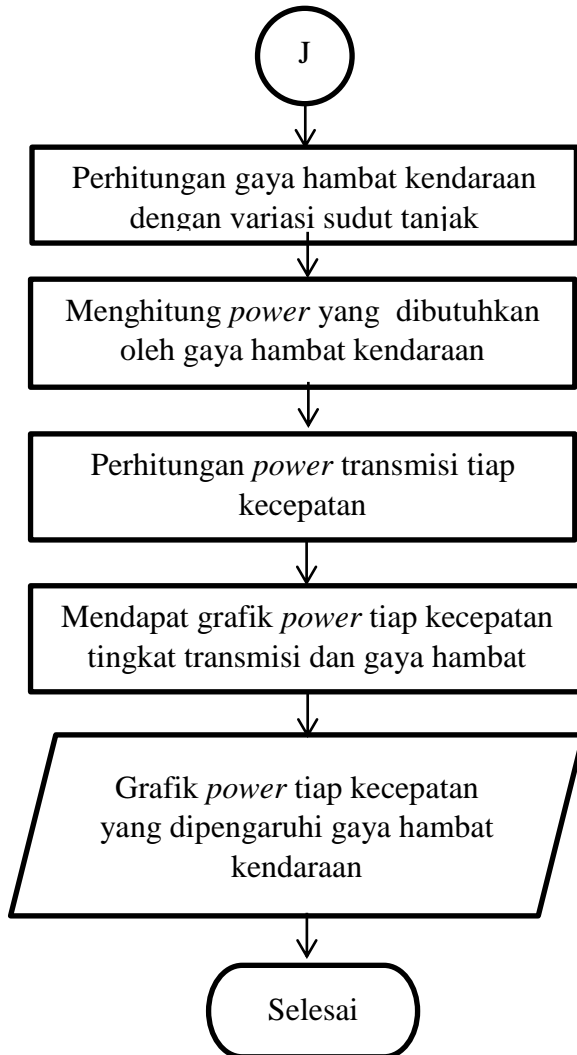 J
Perhitungan gaya hambat kendaraan
dengan variasi sudut tanjak
Menghitung power yang dibutuhkan
oleh gaya hambat kendaraan
Perhitungan power transmisi tiap
kecepatan
Mendapat grafik power tiap kecepatan
tingkat transmisi dan gaya hambat
Grafik power tiap kecepatan
yang dipengaruhi gaya hambat
kendaraan
Selesai